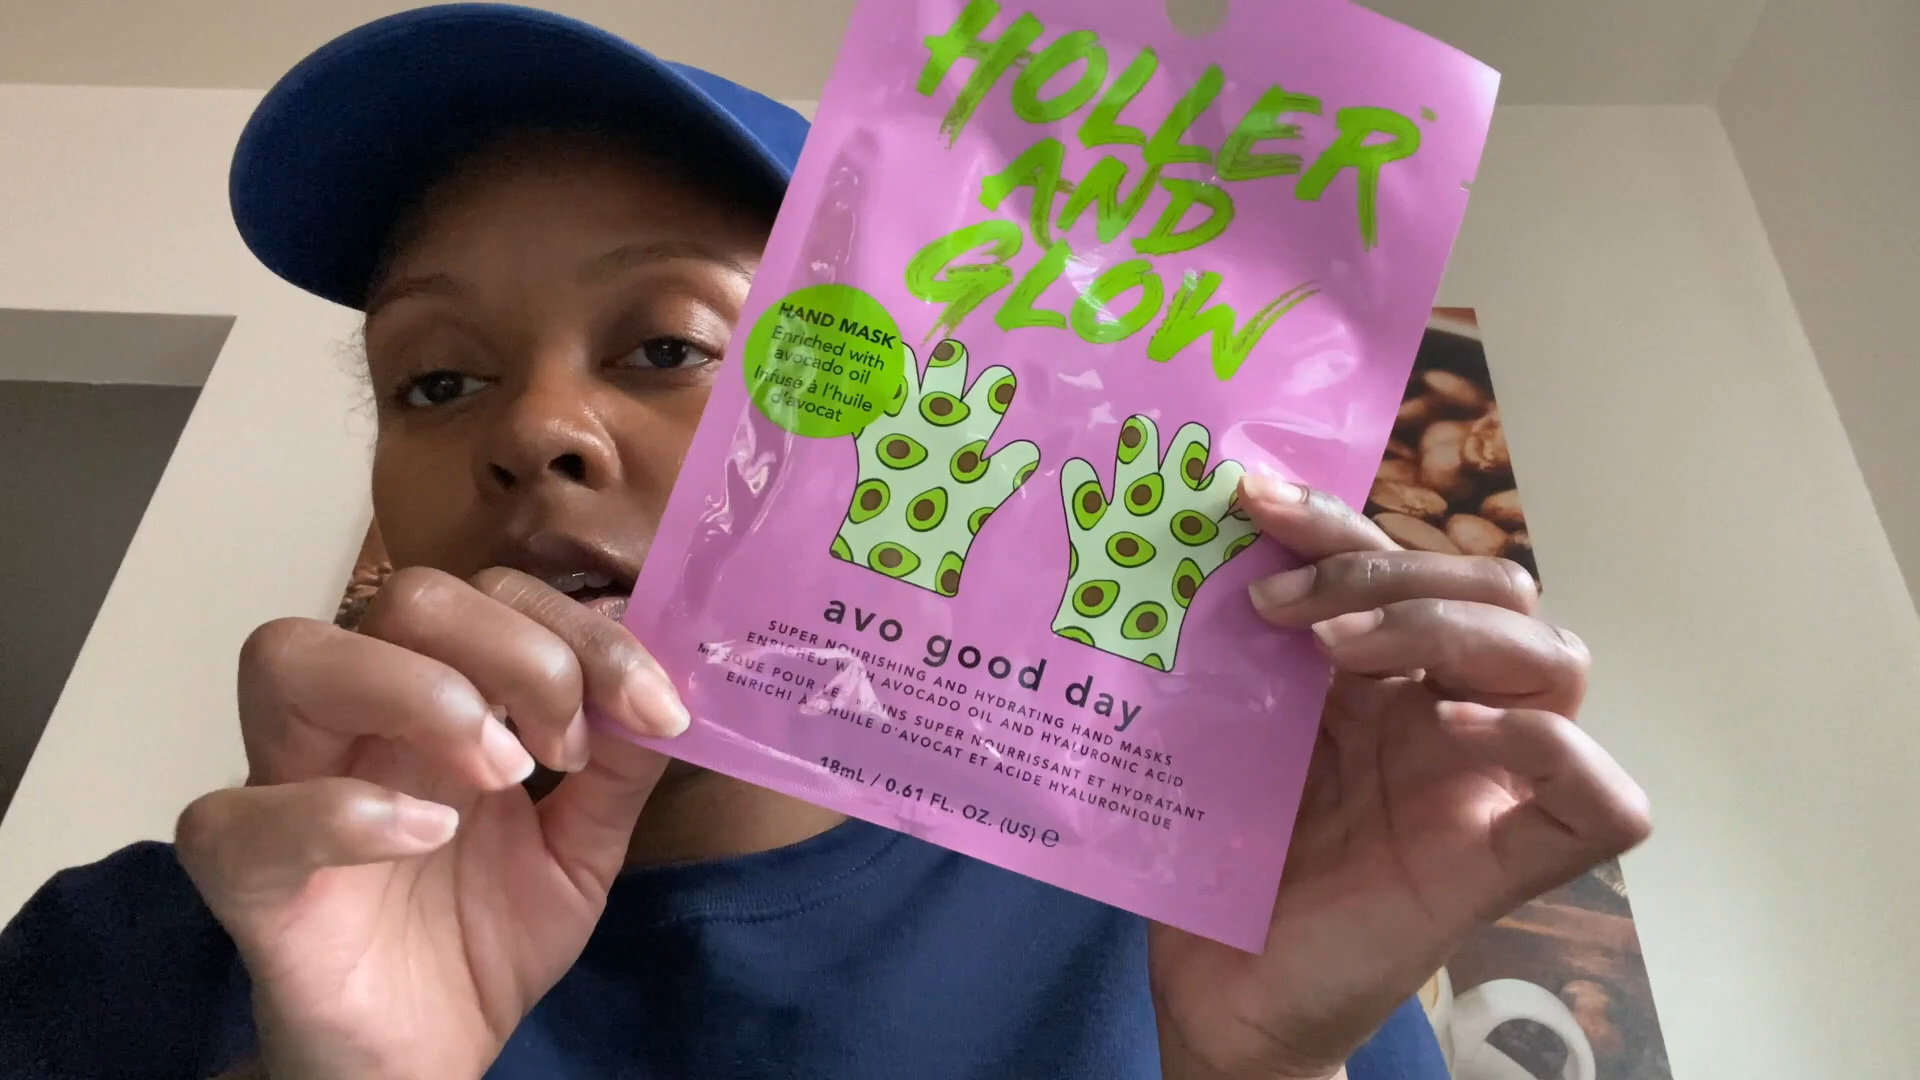 HOLLER
AND
GLOW
HAND MASK
Enriched with
avocado oil
Infusé à l'huile
d'avocat
avo good day
SUPER NOURISHING AND HYDRATING HAND MASKS
ENRICHED WITH AVOCADO OIL AND HYALURONIC ACID
MASQUE POUR LES MAINS SUPER NOURRISSANT ET HYDRATANT
ENRICHI À L'HUILE D'AVOCAT ET ACIDE HYALURONIQUE
18mL / 0.61 FL. OZ. (US) ℮